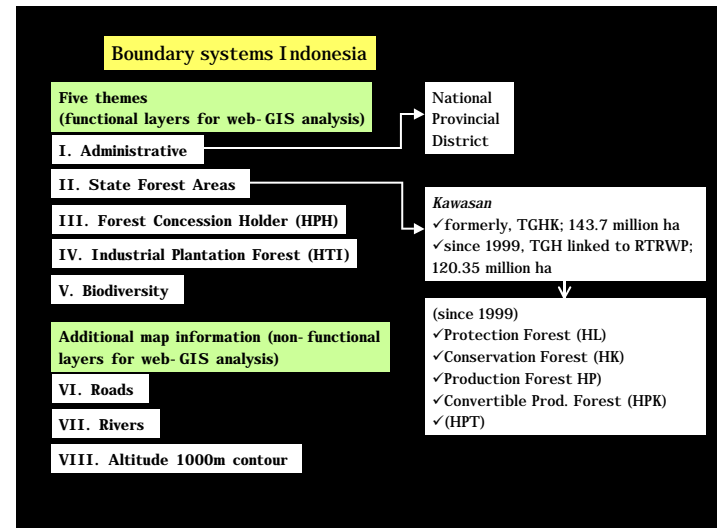 Boundary systems Indonesia
Five themes
(functional layers for web-GIS analysis)
I. Administrative
II. State Forest Areas
III. Forest Concession Holder (HPH)
IV. Industrial Plantation Forest (HTI)
V. Biodiversity
Additional map information (non-functional
layers for web-GIS analysis)
VI. Roads
VII. Rivers
VIII. Altitude 1000m contour
National
Provincial
District
Kawasan
✓formerly, TGHK; 143.7 million ha
✓since 1999, TGH linked to RTRWP;
120.35 million ha
(since 1999)
✓Protection Forest (HL)
✓Conservation Forest (HK)
✓Production Forest HP)
✓Convertible Prod. Forest (HPK)
✓(HPT)